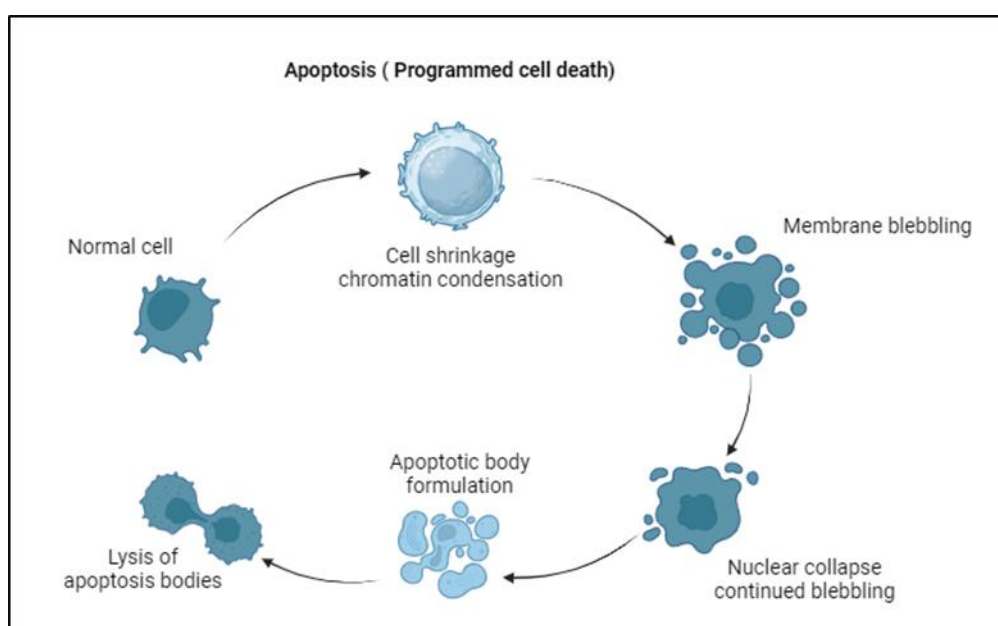 Apoptosis ( Programmed cell death)
Normal cell
Cell shrinkage
chromatin condensation
Membrane blebbling
Nuclear collapse
continued blebbling
Apoptotic body
formulation
Lysis of
apoptosis bodies